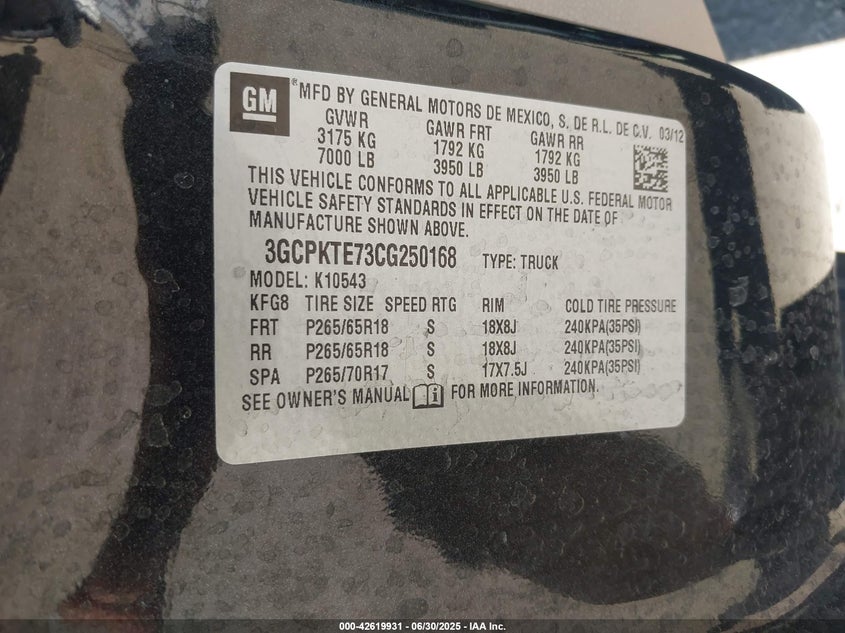 GM
® MFD BY GENERAL MOTORS DE MEXICO, S. DE R.L. DE C.V. 03/12
GVWR GAWR FRT GAWR RR
3175 KG 1792 KG 1792 KG
7000 LB 3950 LB 3950 LB
THIS VEHICLE CONFORMS TO ALL APPLICABLE U.S. FEDERAL MOTOR
VEHICLE SAFETY STANDARDS IN EFFECT ON THE DATE OF
MANUFACTURE SHOWN ABOVE.
3GCPKTE73CG250168 TYPE: TRUCK
MODEL: K10543
KFG8 TIRE SIZE SPEED RTG RIM COLD TIRE PRESSURE
FRT P265/65R18 S 18X8J 240KPA(35PSI)
RR P265/65R18 S 18X8J 240KPA(35PSI)
SPA P265/70R17 S 17X7.5J 240KPA(35PSI)
SEE OWNER'S MANUAL i FOR MORE INFORMATION.
000-42619931 - 06/30/2025 - IAA Inc.